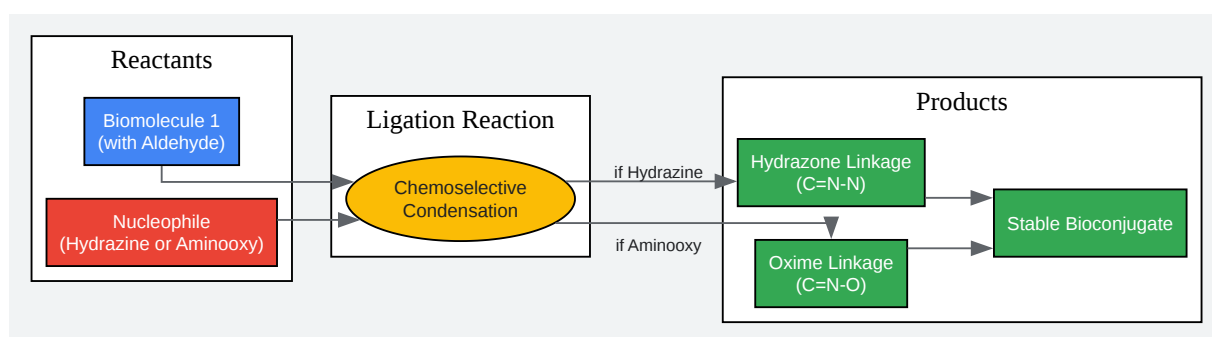 Reactants
Biomolecule 1
(with Aldehyde)
Nucleophile
(Hydrazine or Aminooxy)
Ligation Reaction
Chemoselective
Condensation
if Hydrazine
if Aminooxy
Products
Hydrazone Linkage
(C=N-N)
Oxime Linkage
(C=N-O)
Stable Bioconjugate